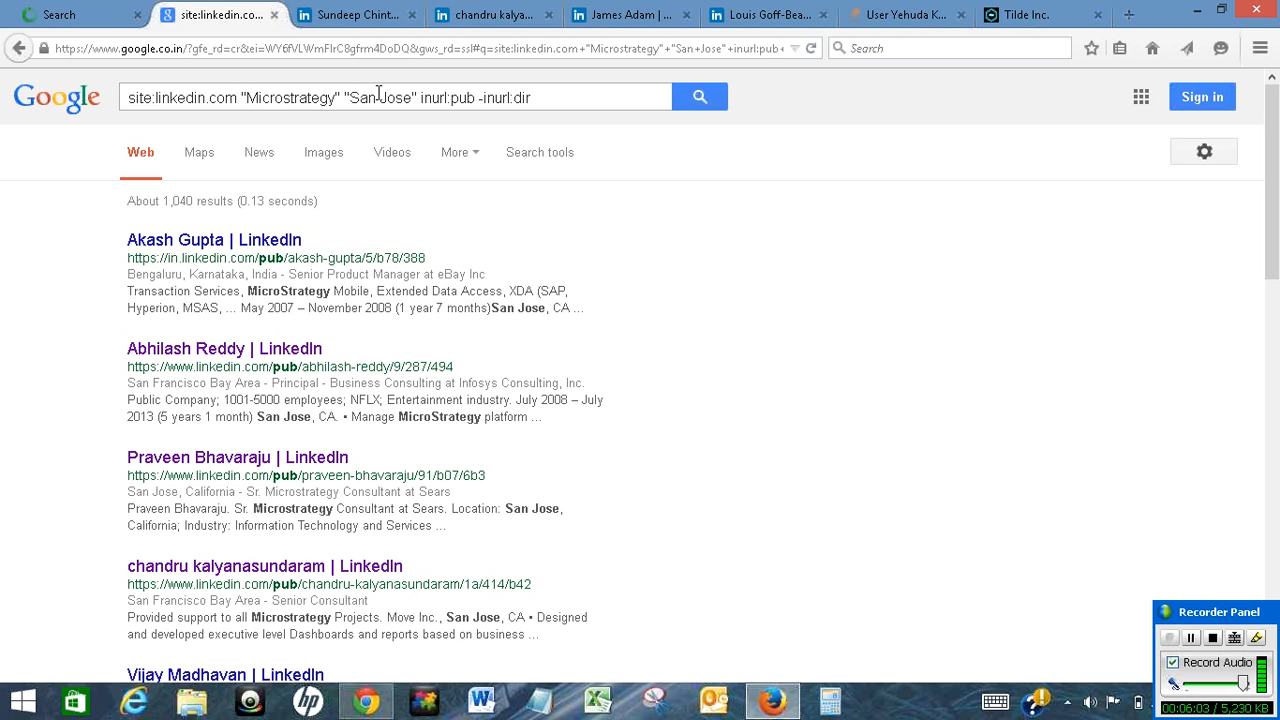 Search
site:linkedin.co...
Sundeep Chint...
chandru kalya...
James Adam | ...
Louis Goff-Bea...
User Yehuda K...
Tilde Inc.
https://www.google.co.in/?gfe_rd=cr&ei=WY6fVLWmFIrC8gfrm4DoDQ&gws_rd=ssl#q=site:linkedin.com+"Microstrategy"+"San+Jose"+inurl:pub+
Search
Google
site:linkedin.com "Microstrategy" "San Jose" inurl:pub -inurl:dir
Sign in
Web Maps News Images Videos More Search tools
About 1,040 results (0.13 seconds)
Akash Gupta | LinkedIn
https://in.linkedin.com/pub/akash-gupta/5/b78/388
Bengaluru, Karnataka, India - Senior Product Manager at eBay Inc
Transaction Services, MicroStrategy Mobile, Extended Data Access, XDA (SAP,
Hyperion, MSAS, ... May 2007 – November 2008 (1 year 7 months)San Jose, CA ...
Abhilash Reddy | LinkedIn
https://www.linkedin.com/pub/abhilash-reddy/9/287/494
San Francisco Bay Area - Principal - Business Consulting at Infosys Consulting, Inc.
Public Company; 1001-5000 employees; NFLX; Entertainment industry. July 2008 – July
2013 (5 years 1 month) San Jose, CA. • Manage MicroStrategy platform ...
Praveen Bhavaraju | LinkedIn
https://www.linkedin.com/pub/praveen-bhavaraju/91/b07/6b3
San Jose, California - Sr. Microstrategy Consultant at Sears
Praveen Bhavaraju. Sr. Microstrategy Consultant at Sears. Location: San Jose,
California; Industry: Information Technology and Services ...
chandru kalyanasundaram | LinkedIn
https://www.linkedin.com/pub/chandru-kalyanasundaram/1a/414/b42
San Francisco Bay Area - Senior Consultant
Provided support to all Microstrategy Projects. Move Inc., San Jose, CA • Designed
and developed executive level Dashboards and reports based on business ...
Vijay Madhavan | LinkedIn
Recorder Panel
Record Audio
00:06:03 / 5,230 KB